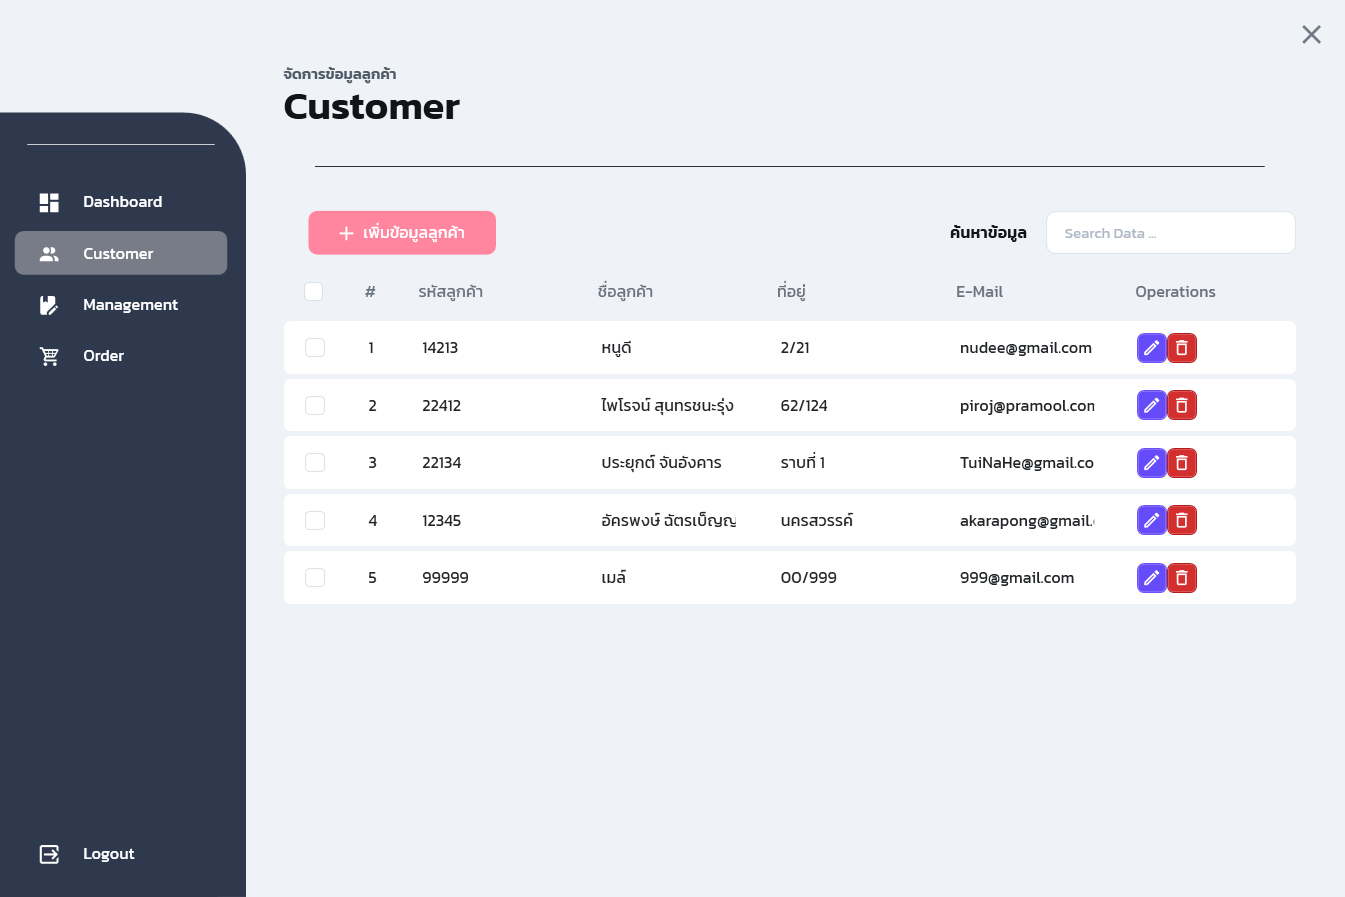 จัดการข้อมูลลูกค้า
Customer
Dashboard
Customer
Management
Order
Logout
เพิ่มข้อมูลลูกค้า
ค้นหาข้อมูล Search Data ...
# รหัสลูกค้า ชื่อลูกค้า ที่อยู่ E-Mail Operations
1 14213 หนูดี 2/21 nudee@gmail.com
2 22412 ไพโรจน์ สุนทรชนะรุ่ง 62/124 piroj@pramool.com
3 22134 ประยุกต์ จันอังคาร ราบที่ 1 TuiNaHe@gmail.co
4 12345 อัครพงษ์ ฉัตรเบ็ญญ นครสวรรค์ akarapong@gmail.
5 99999 เมล์ 00/999 999@gmail.com